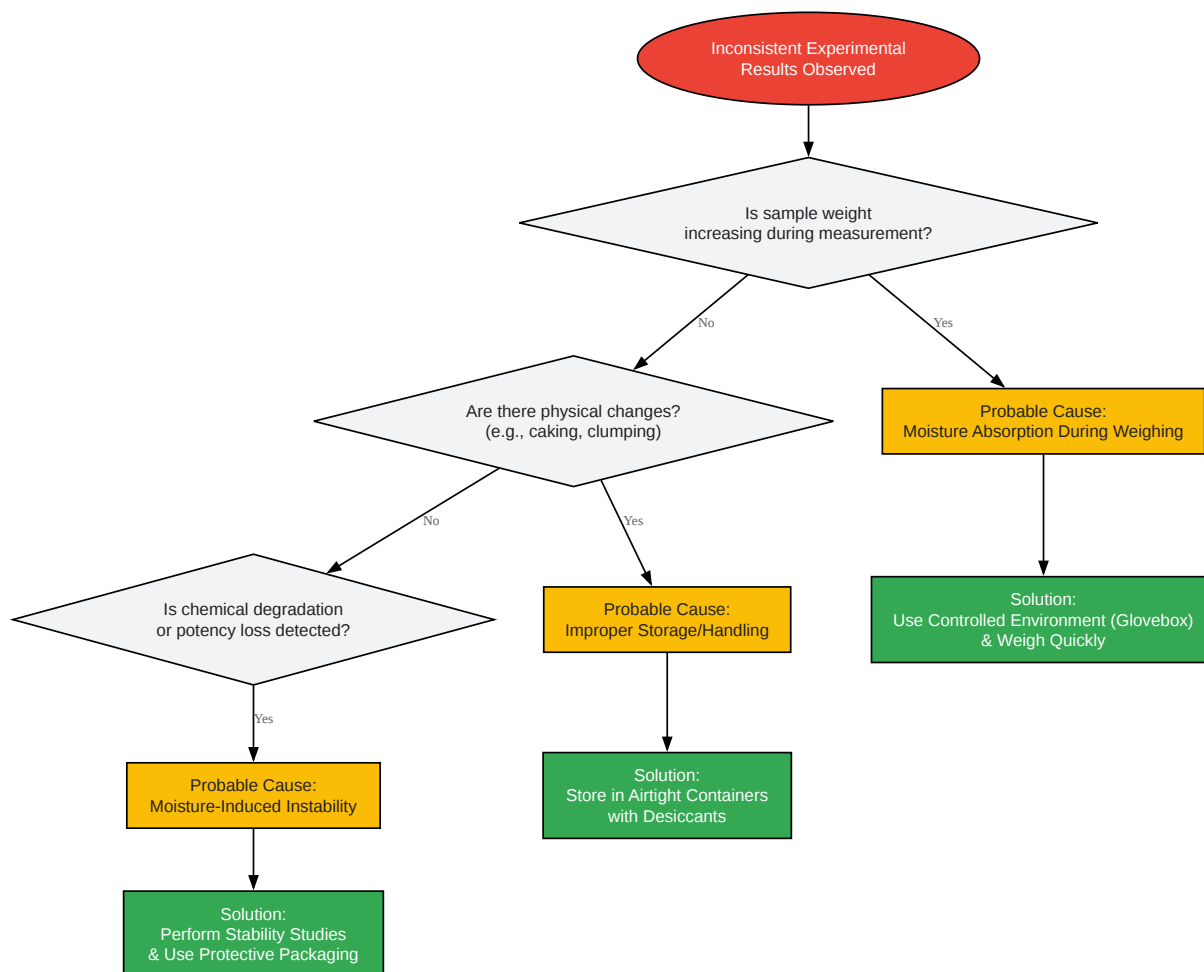 Inconsistent Experimental
Results Observed
Is sample weight
increasing during measurement?
No
Yes
Are there physical changes?
(e.g., caking, clumping)
Probable Cause:
Moisture Absorption During Weighing
No
Yes
Is chemical degradation
or potency loss detected?
Probable Cause:
Improper Storage/Handling
Solution:
Use Controlled Environment (Glovebox)
& Weigh Quickly
Yes
Probable Cause:
Moisture-Induced Instability
Solution:
Store in Airtight Containers
with Desiccants
Solution:
Perform Stability Studies
& Use Protective Packaging